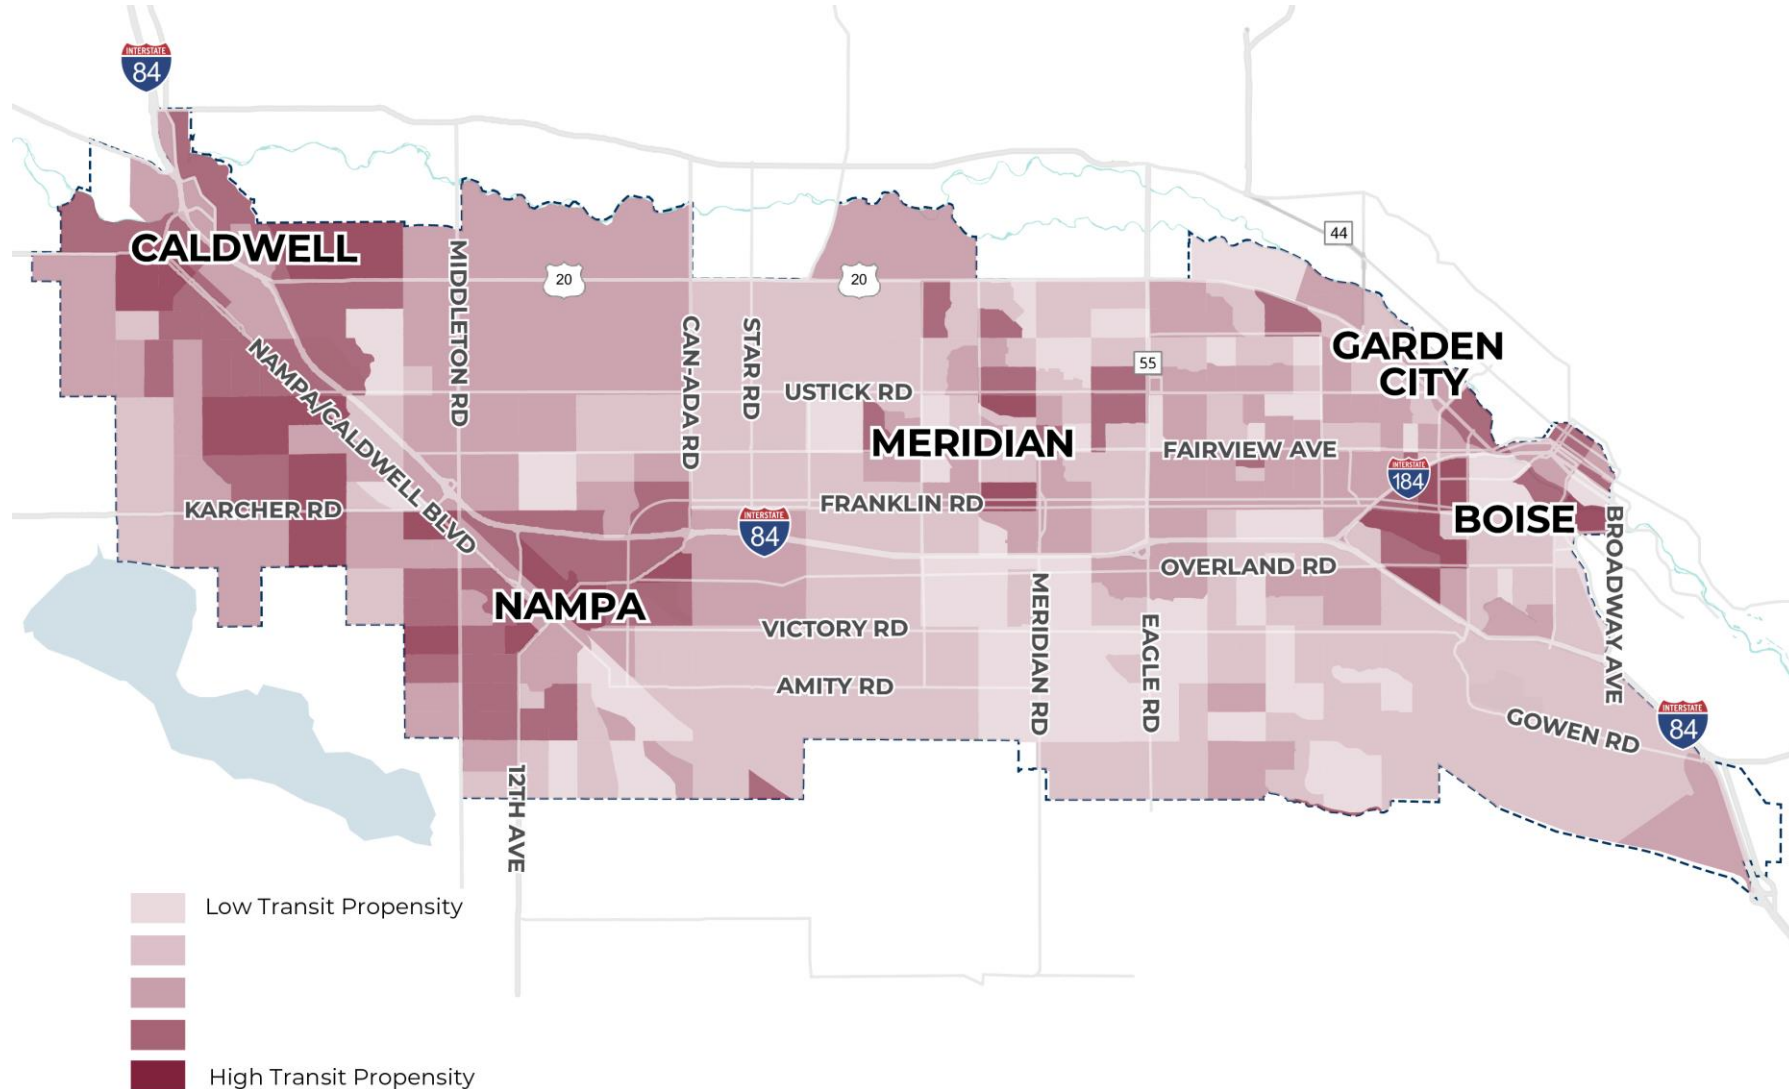 INTERSTATE
84
44
CALDWELL
MIDDLETON RD
20
20
CAN-ADA RD
STAR RD
GARDEN
CITY
55
NAMPA/CALDWELL BLVD
USTICK RD
MERIDIAN
FAIRVIEW AVE
INTERSTATE
184
KARCHER RD
FRANKLIN RD
BOISE
INTERSTATE
84
BROADWAY AVE
OVERLAND RD
NAMPA
MERIDIAN RD
EAGLE RD
VICTORY RD
AMITY RD
GOWEN RD
INTERSTATE
84
12TH AVE
Low Transit Propensity
High Transit Propensity